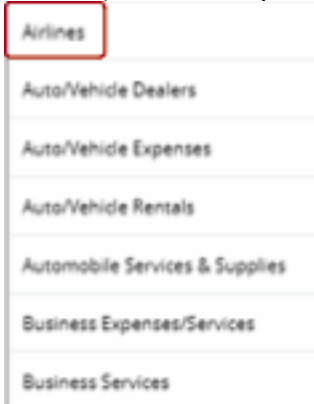 Airlines
Auto/Vehicle Dealers
Auto/Vehicle Expenses
Auto/Vehicle Rentals
Automobile Services & Supplies
Business Expenses/Services
Business Services